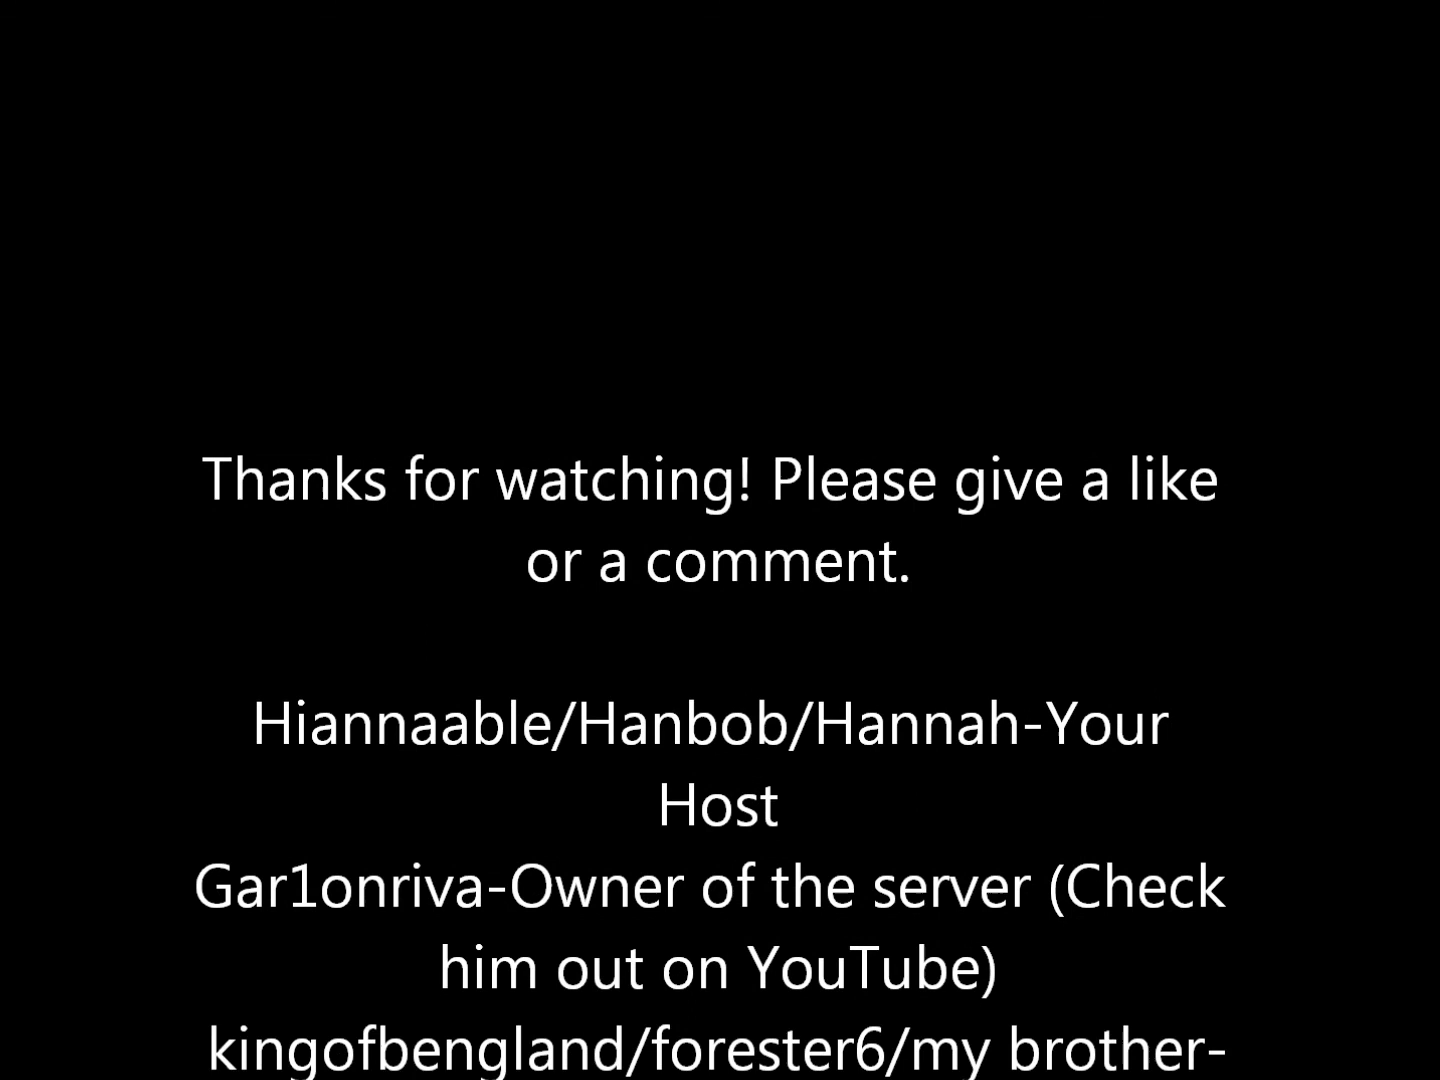 Thanks for watching! Please give a like
or a comment.
Hiannaable/Hanbob/Hannah-Your
Host
Gar1onriva-Owner of the server (Check
him out on YouTube)
kingofbengland/forester6/my brother-